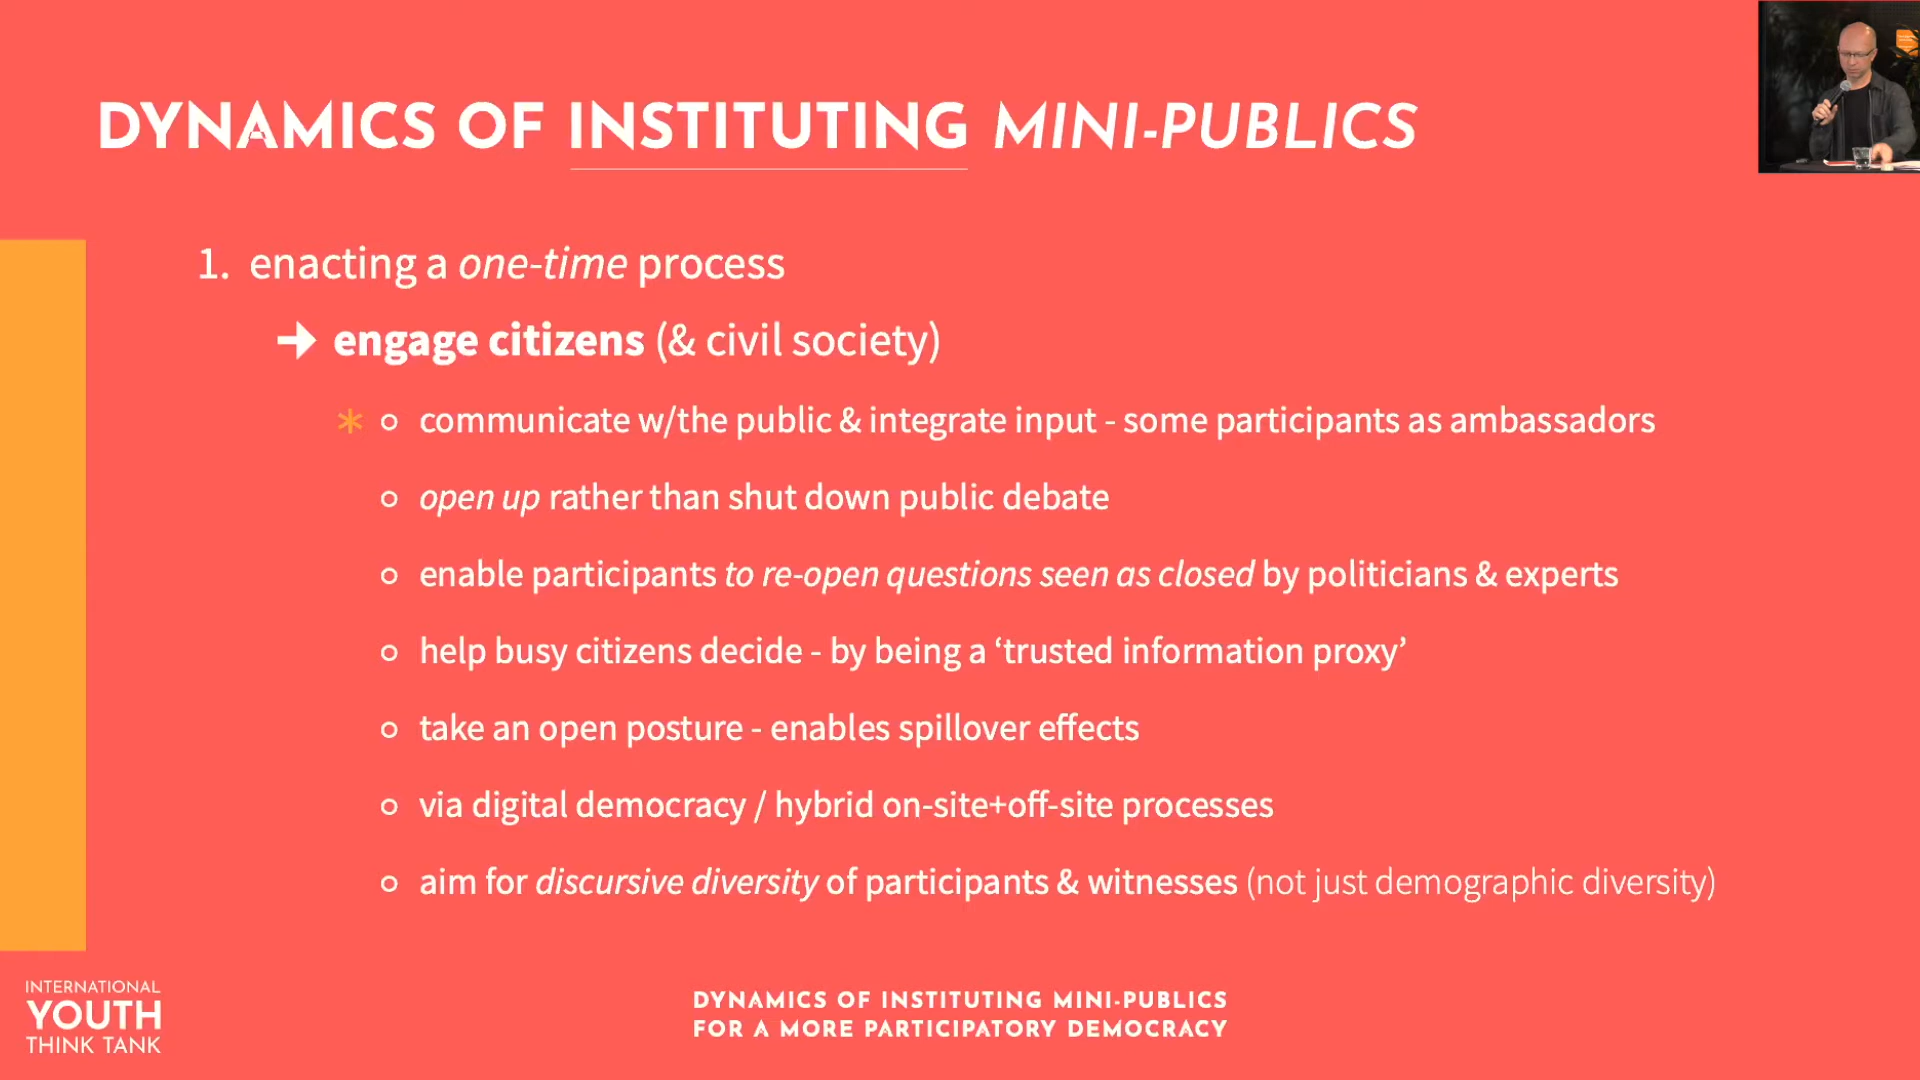 DYNAMICS OF INSTITUTING MINI-PUBLICS
1. enacting a one-time process
➔ engage citizens (& civil society)
* ○ communicate w/the public & integrate input - some participants as ambassadors
○ open up rather than shut down public debate
○ enable participants to re-open questions seen as closed by politicians & experts
○ help busy citizens decide - by being a ‘trusted information proxy’
○ take an open posture - enables spillover effects
○ via digital democracy / hybrid on-site+off-site processes
○ aim for discursive diversity of participants & witnesses (not just demographic diversity)
INTERNATIONAL
YOUTH
THINK TANK
DYNAMICS OF INSTITUTING MINI-PUBLICS
FOR A MORE PARTICIPATORY DEMOCRACY